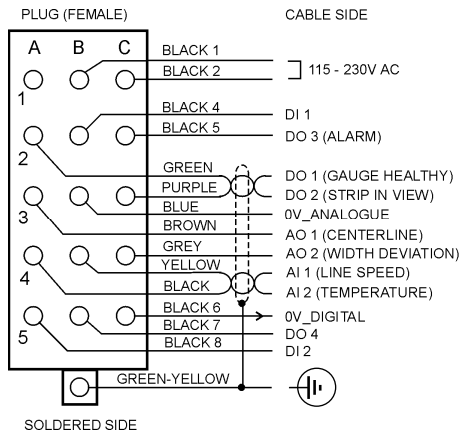 PLUG (FEMALE) CABLE SIDE
A B C
BLACK 1
BLACK 2 115 - 230V AC
1
BLACK 4 DI 1
BLACK 5 DO 3 (ALARM)
2
GREEN DO 1 (GAUGE HEALTHY)
PURPLE DO 2 (STRIP IN VIEW)
BLUE 0V_ANALOGUE
3
BROWN AO 1 (CENTERLINE)
GREY AO 2 (WIDTH DEVIATION)
YELLOW AI 1 (LINE SPEED)
4
BLACK AI 2 (TEMPERATURE)
BLACK 6 0V_DIGITAL
BLACK 7 DO 4
5
BLACK 8 DI 2
GREEN-YELLOW
SOLDERED SIDE